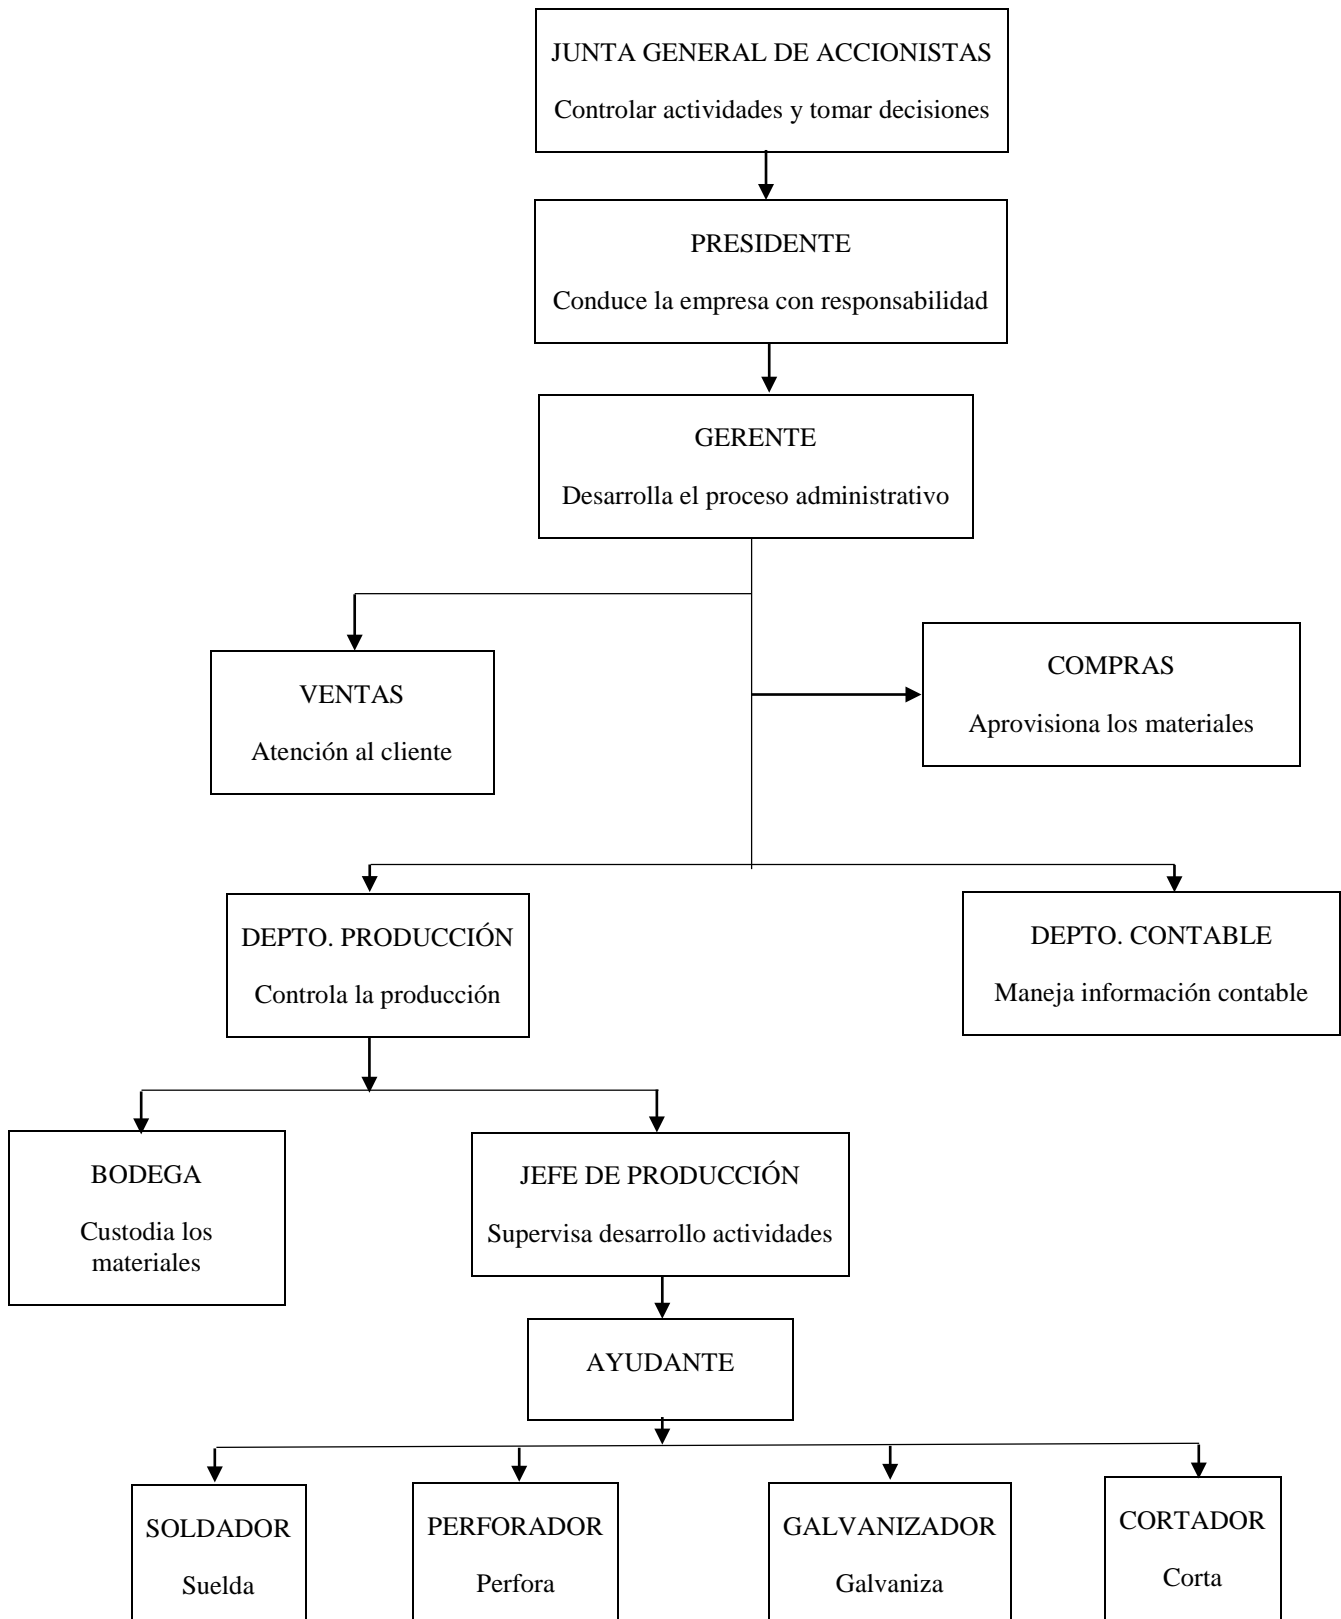 JUNTA GENERAL DE ACCIONISTAS
Controlar actividades y tomar decisiones
PRESIDENTE
Conduce la empresa con responsabilidad
GERENTE
Desarrolla el proceso administrativo
VENTAS
Atención al cliente
COMPRAS
Aprovisiona los materiales
DEPTO. PRODUCCIÓN
Controla la producción
DEPTO. CONTABLE
Maneja información contable
BODEGA
Custodia los
materiales
JEFE DE PRODUCCIÓN
Supervisa desarrollo actividades
AYUDANTE
SOLDADOR
Suelda
PERFORADOR
Perfora
GALVANIZADOR
Galvaniza
CORTADOR
Corta